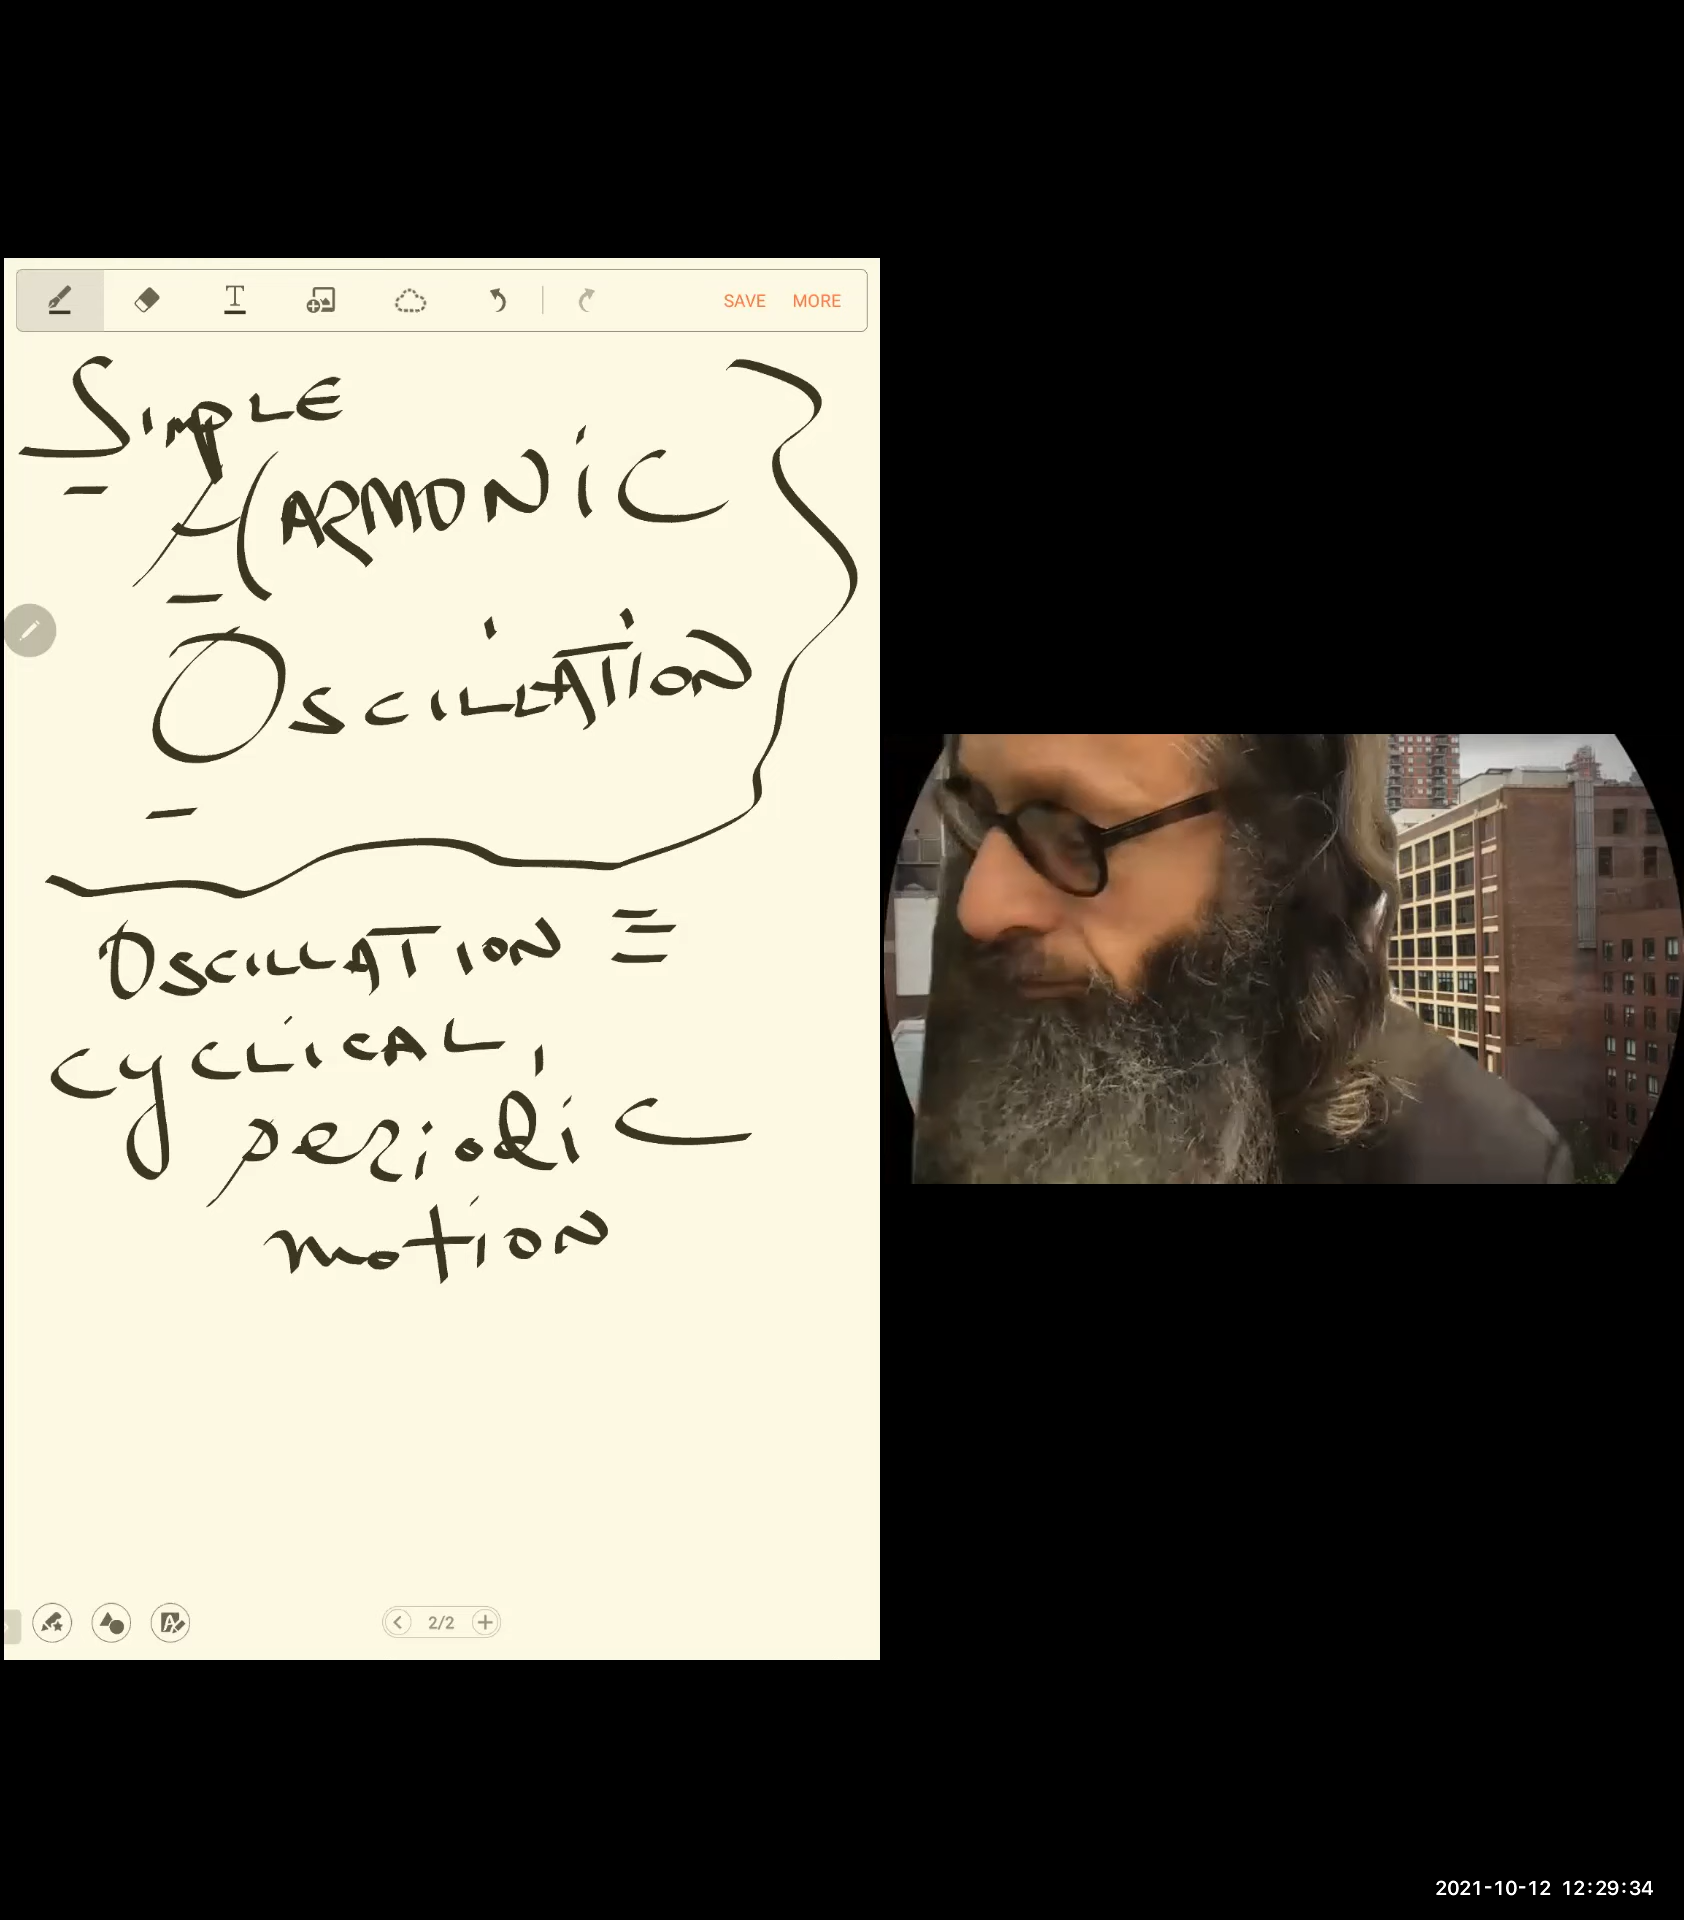 SAVE MORE
SIMPLE
HARMONIC
OSCILLATION
OSCILLATION ≡
CYCLICAL,
periodic
motion
2/2
2021-10-12 12:29:34